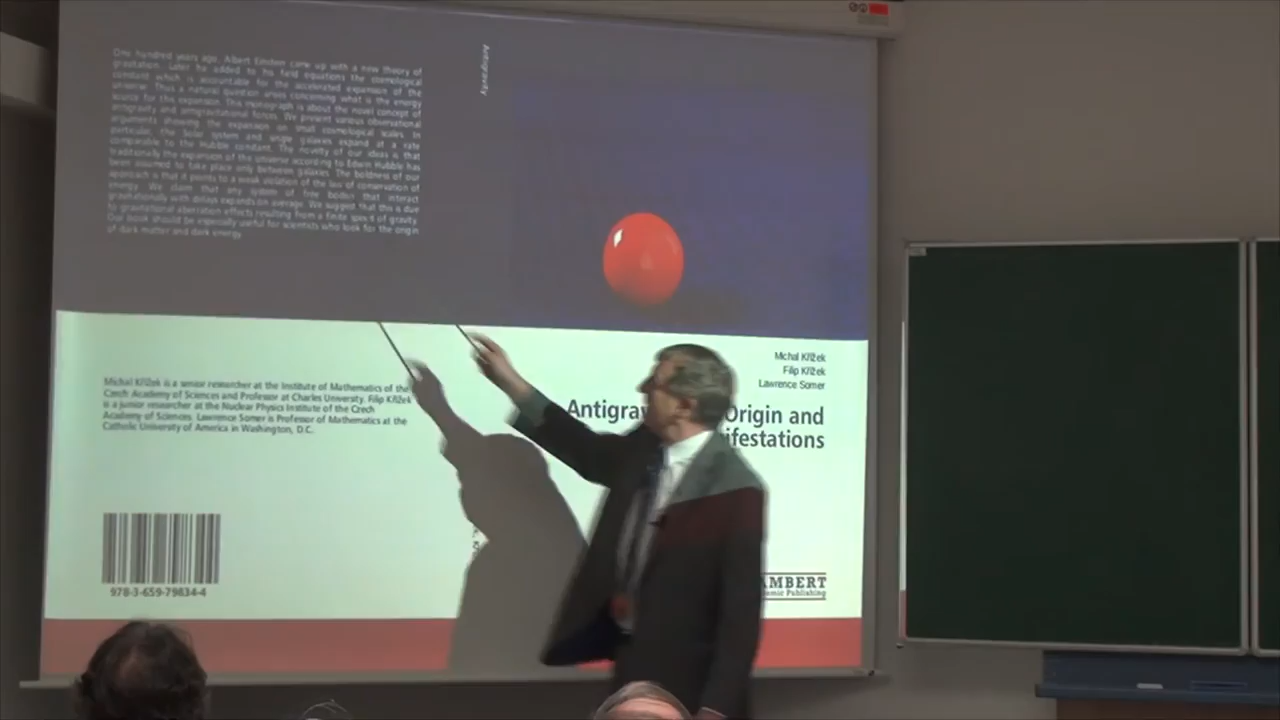 One hundred years ago, Albert Einstein came up with a new theory of
gravitation. Later he added to his field equations the cosmological
constant which is accountable for the accelerated expansion of the
universe. Thus a natural question arises concerning what is the energy
source for this expansion. This monograph is about the novel concept of
antigravity and antigravitational forces. We present various observational
arguments showing the expansion on small cosmological scales. In
particular, the Solar system and single galaxies expand at a rate
comparable to the Hubble constant. The novelty of our ideas is that
traditionally the expansion of the universe according to Edwin Hubble has
been assumed to take place only between galaxies. The boldness of our
approach is that it points to a weak violation of the law of conservation of
energy. We claim that any system of free bodies that interact
gravitationally with delays expands on average. We suggest that this is due
to gravitational aberration effects resulting from a finite speed of gravity.
Our book should be especially useful for scientists who look for the origin
of dark matter and dark energy.
Antigravity
Michal Křížek
Filip Křížek
Lawrence Somer
Antigrav Origin and
ifestations
Michal Křížek is a senior researcher at the Institute of Mathematics of the
Czech Academy of Sciences and Professor at Charles University. Filip Křížek
is a junior researcher at the Nuclear Physics Institute of the Czech
Academy of Sciences. Lawrence Somer is Professor of Mathematics at the
Catholic University of America in Washington, D.C.
978-3-659-79834-4
AMBERT
emic Publishing